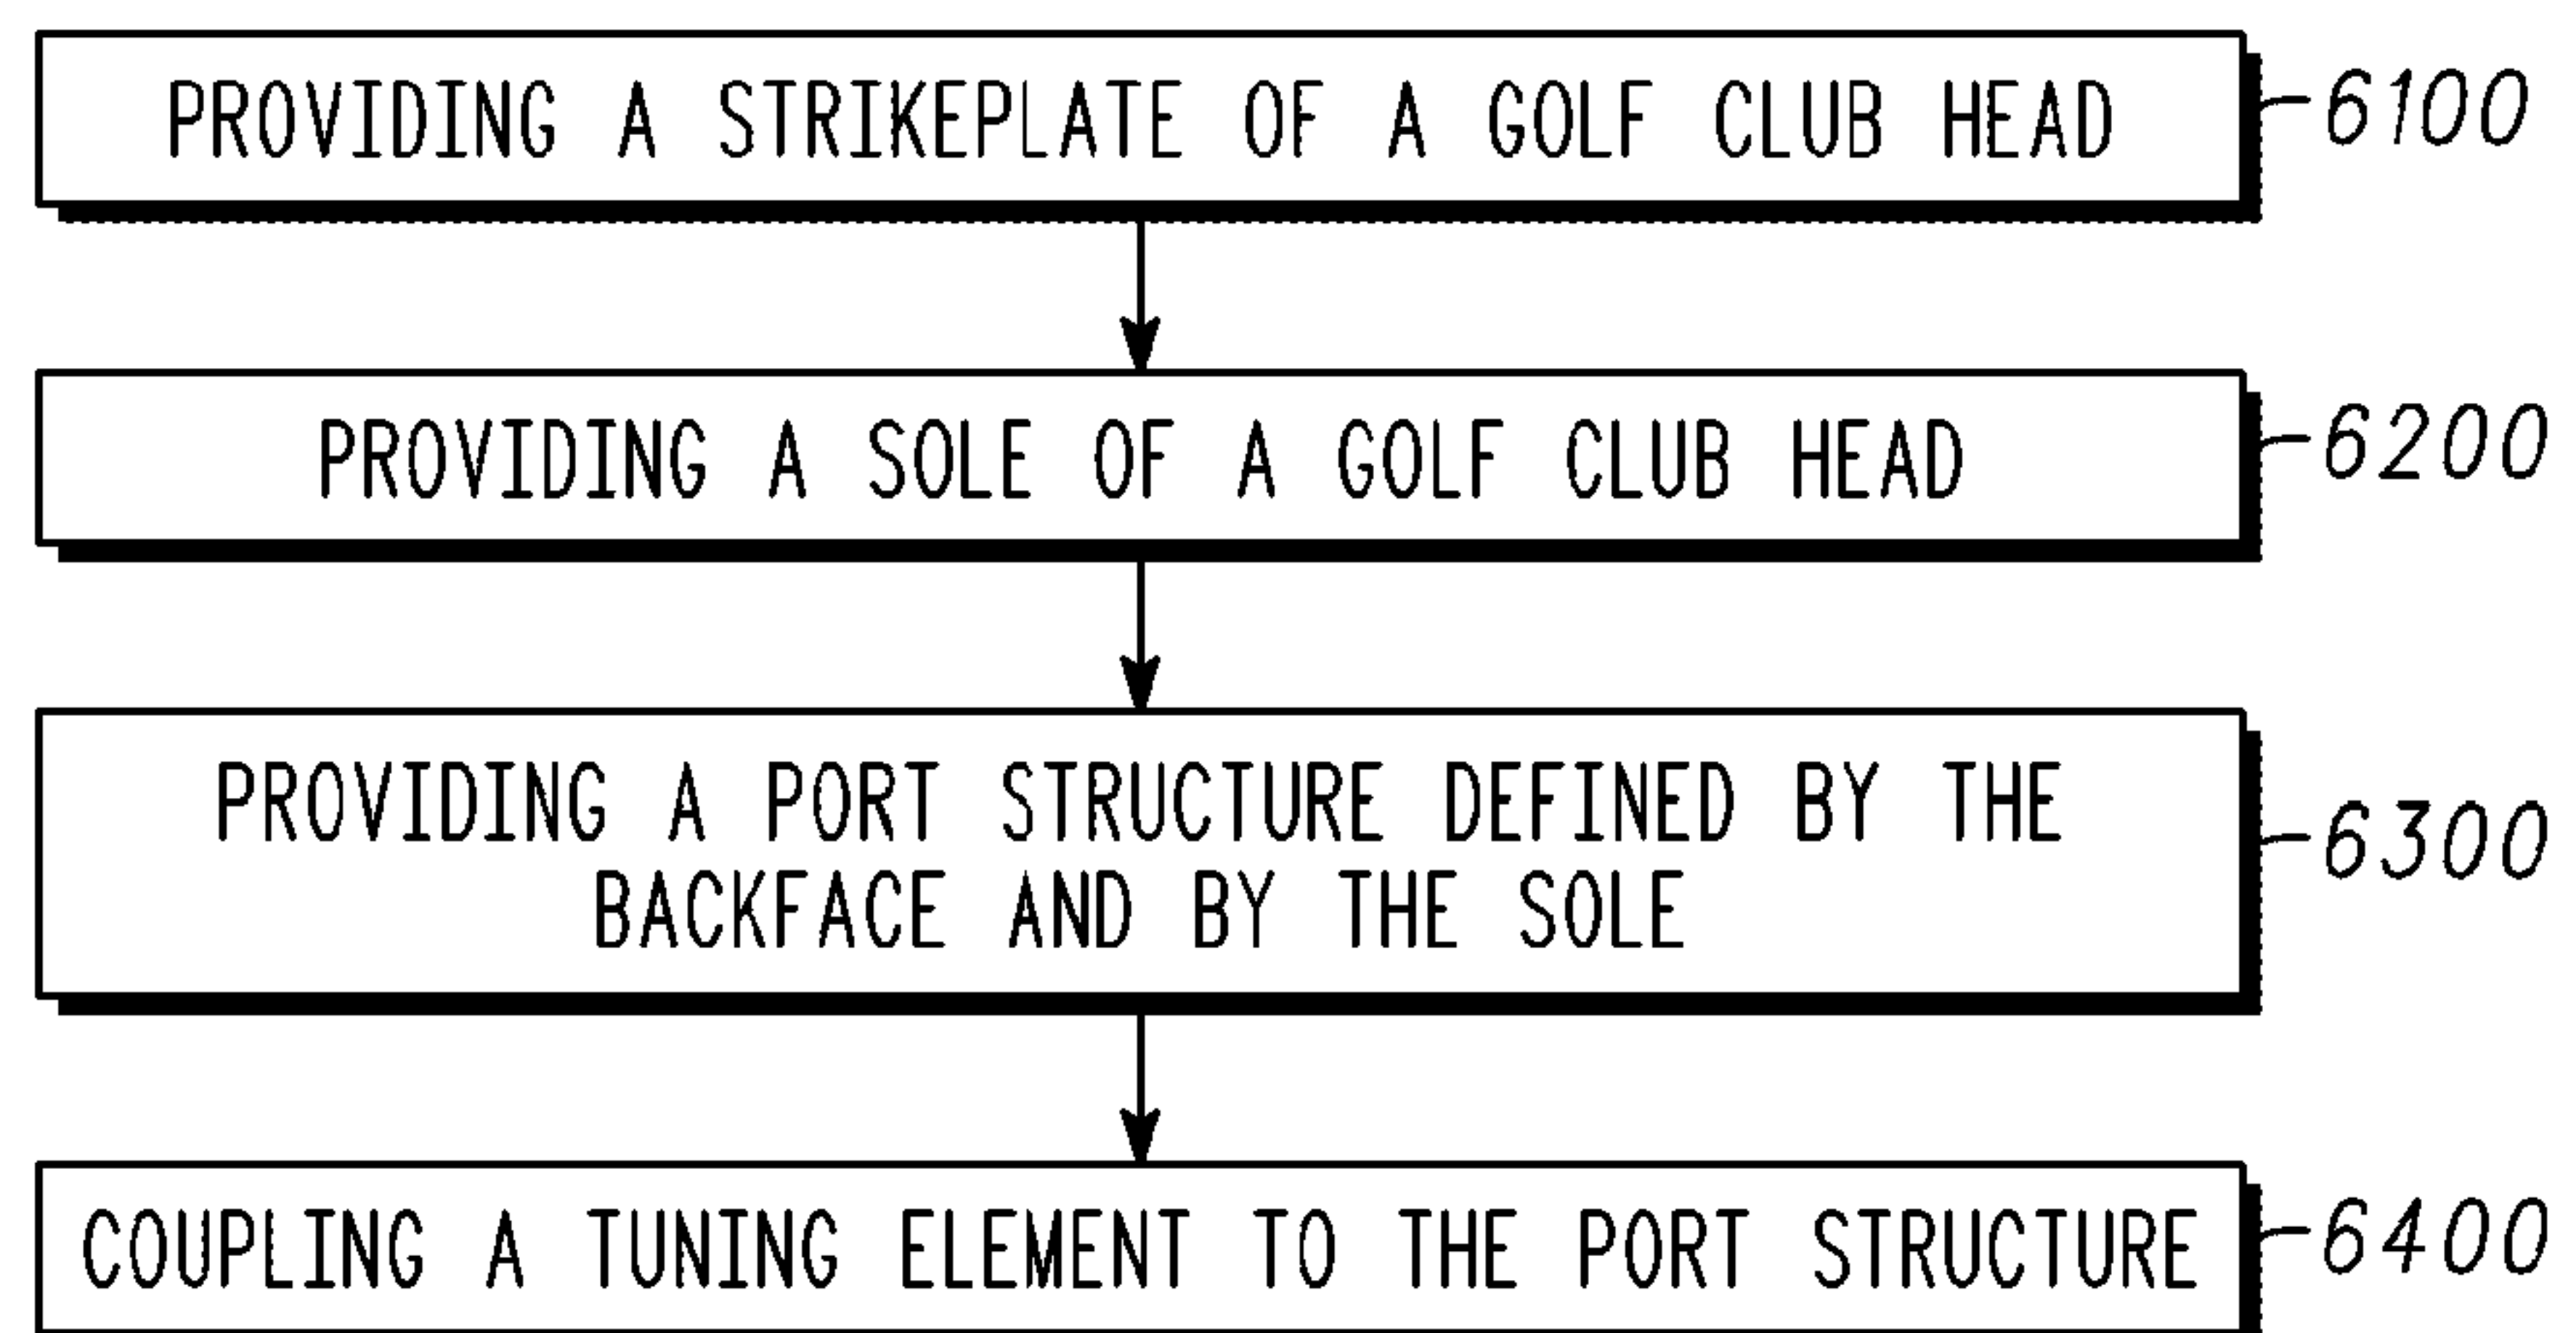 PROVIDING A STRIKEPLATE OF A GOLF CLUB HEAD 6100
PROVIDING A SOLE OF A GOLF CLUB HEAD 6200
PROVIDING A PORT STRUCTURE DEFINED BY THE
BACKFACE AND BY THE SOLE
6300
COUPLING A TUNING ELEMENT TO THE PORT STRUCTURE 6400